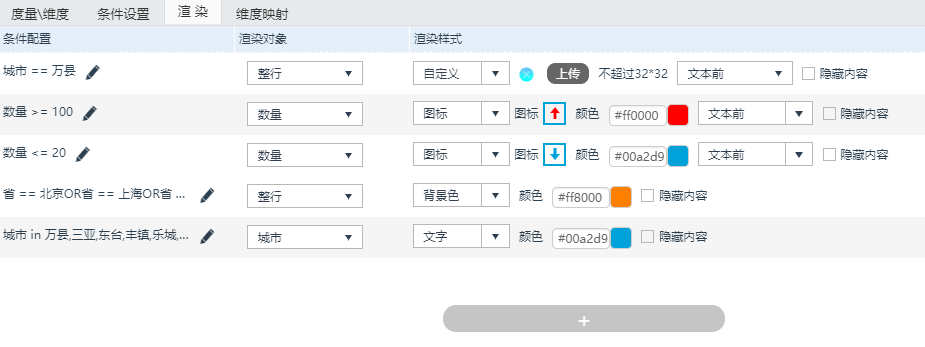 度量\维度 条件设置 渲 染 维度映射
条件配置 渲染对象 渲染样式
城市 == 万县 整行 自定义 上传 不超过32*32 文本前 隐藏内容
数量 >= 100 数量 图标 图标 颜色 #ff0000 文本前 隐藏内容
数量 <= 20 数量 图标 图标 颜色 #00a2d9 文本前 隐藏内容
省 == 北京OR省 == 上海OR省 ... 整行 背景色 颜色 #ff8000 隐藏内容
城市 in 万县,三亚,东台,丰镇,乐城,... 城市 文字 颜色 #00a2d9 隐藏内容
+